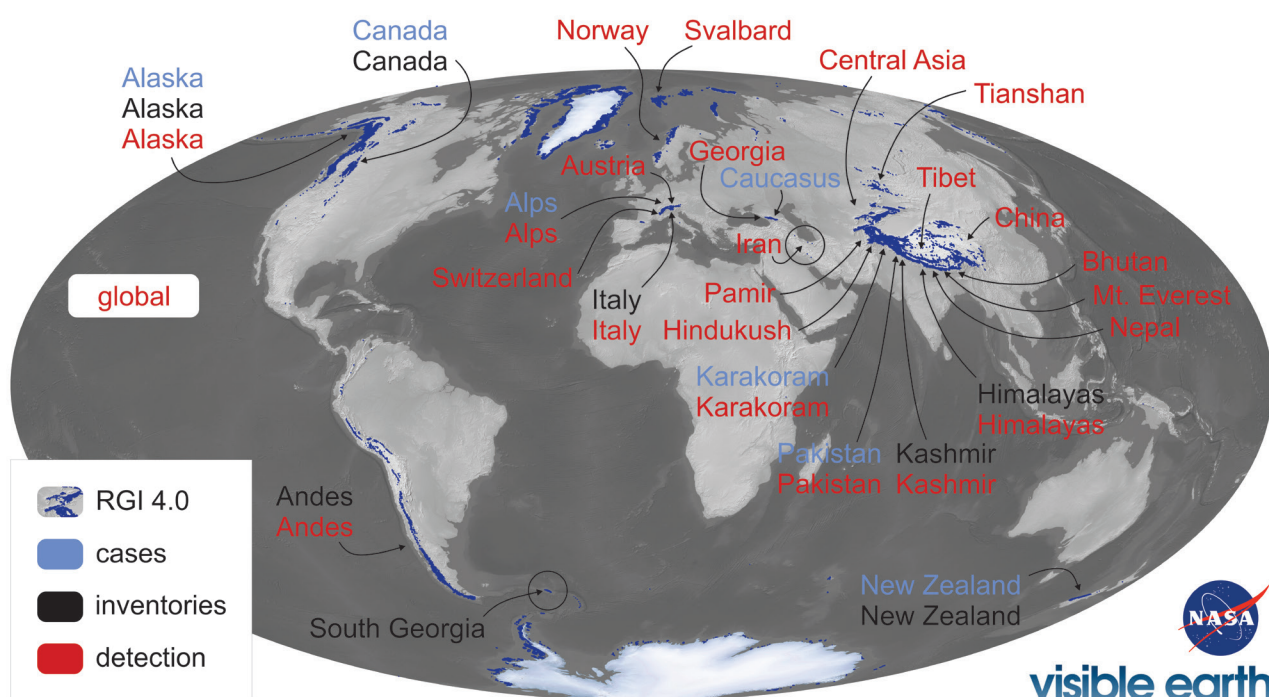 Canada
Canada
Norway
Svalbard
Central Asia
Tianshan
Alaska
Alaska
Alaska
Austria
Georgia
Caucasus
Tibet
China
Alps
Alps
Iran
Switzerland
Bhutan
global
Italy
Italy
Pamir
Mt. Everest
Hindukush
Nepal
Karakoram
Karakoram
Himalayas
Himalayas
Pakistan
Pakistan
Kashmir
Kashmir
Andes
Andes
RGI 4.0
cases
inventories
detection
South Georgia
New Zealand
New Zealand
NASA
visible earth